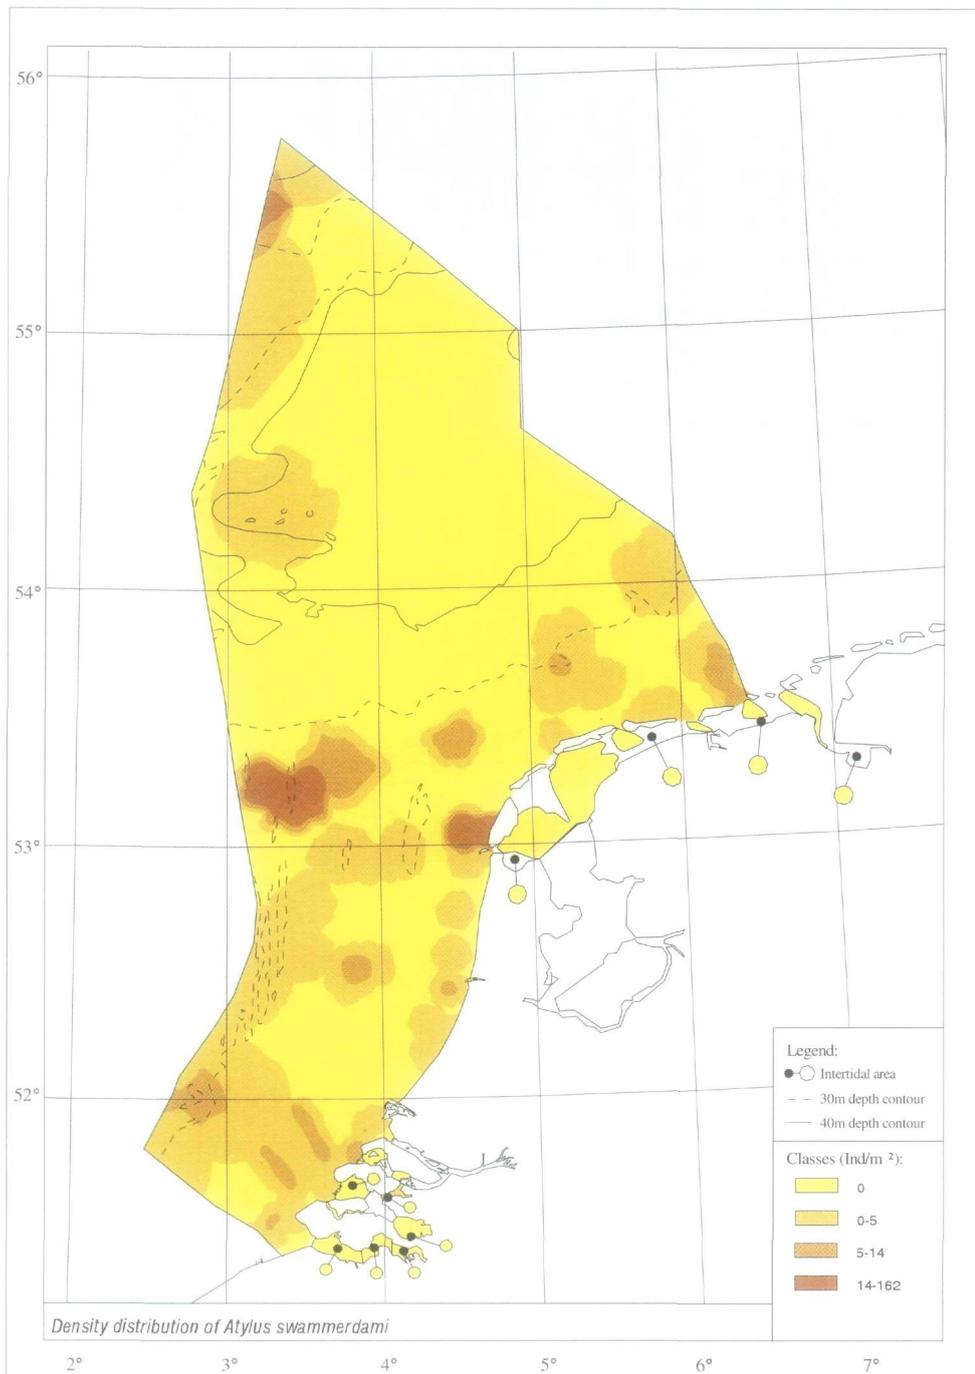 56°
55°
54°
53°
52°
Legend:
Intertidal area
30m depth contour
40m depth contour
Classes (Ind/m ²):
0
0-5
5-14
14-162
Density distribution of Atylus swammerdami
2°
3°
4°
5°
6°
7°